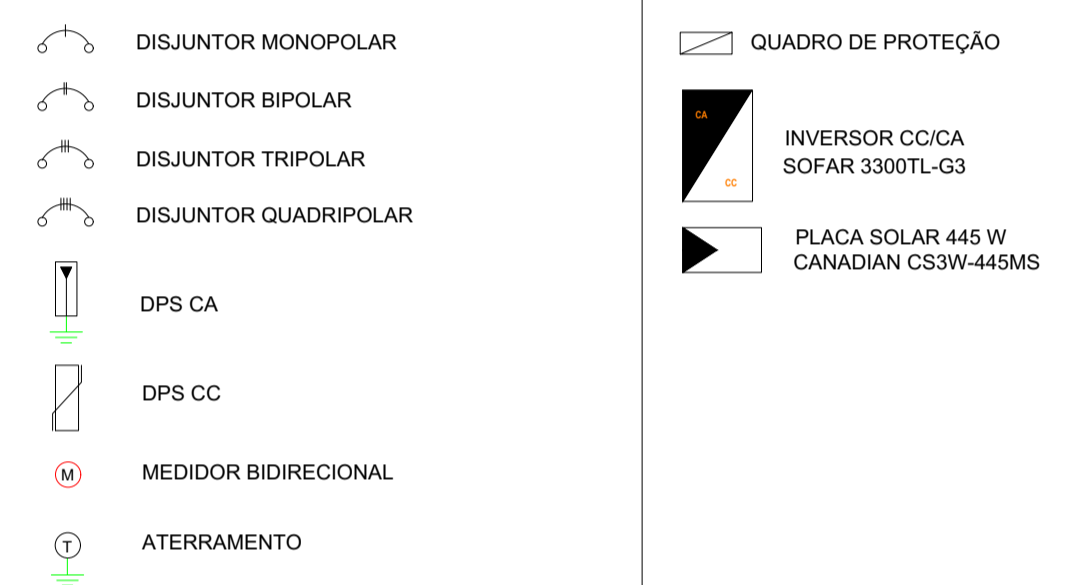 DISJUNTOR MONOPOLAR
DISJUNTOR BIPOLAR
DISJUNTOR TRIPOLAR
DISJUNTOR QUADRIPOLAR
DPS CA
DPS CC
M
MEDIDOR BIDIRECIONAL
T
ATERRAMENTO
QUADRO DE PROTEÇÃO
CA
CC
INVERSOR CC/CA
SOFAR 3300TL-G3
PLACA SOLAR 445 W
CANADIAN CS3W-445MS